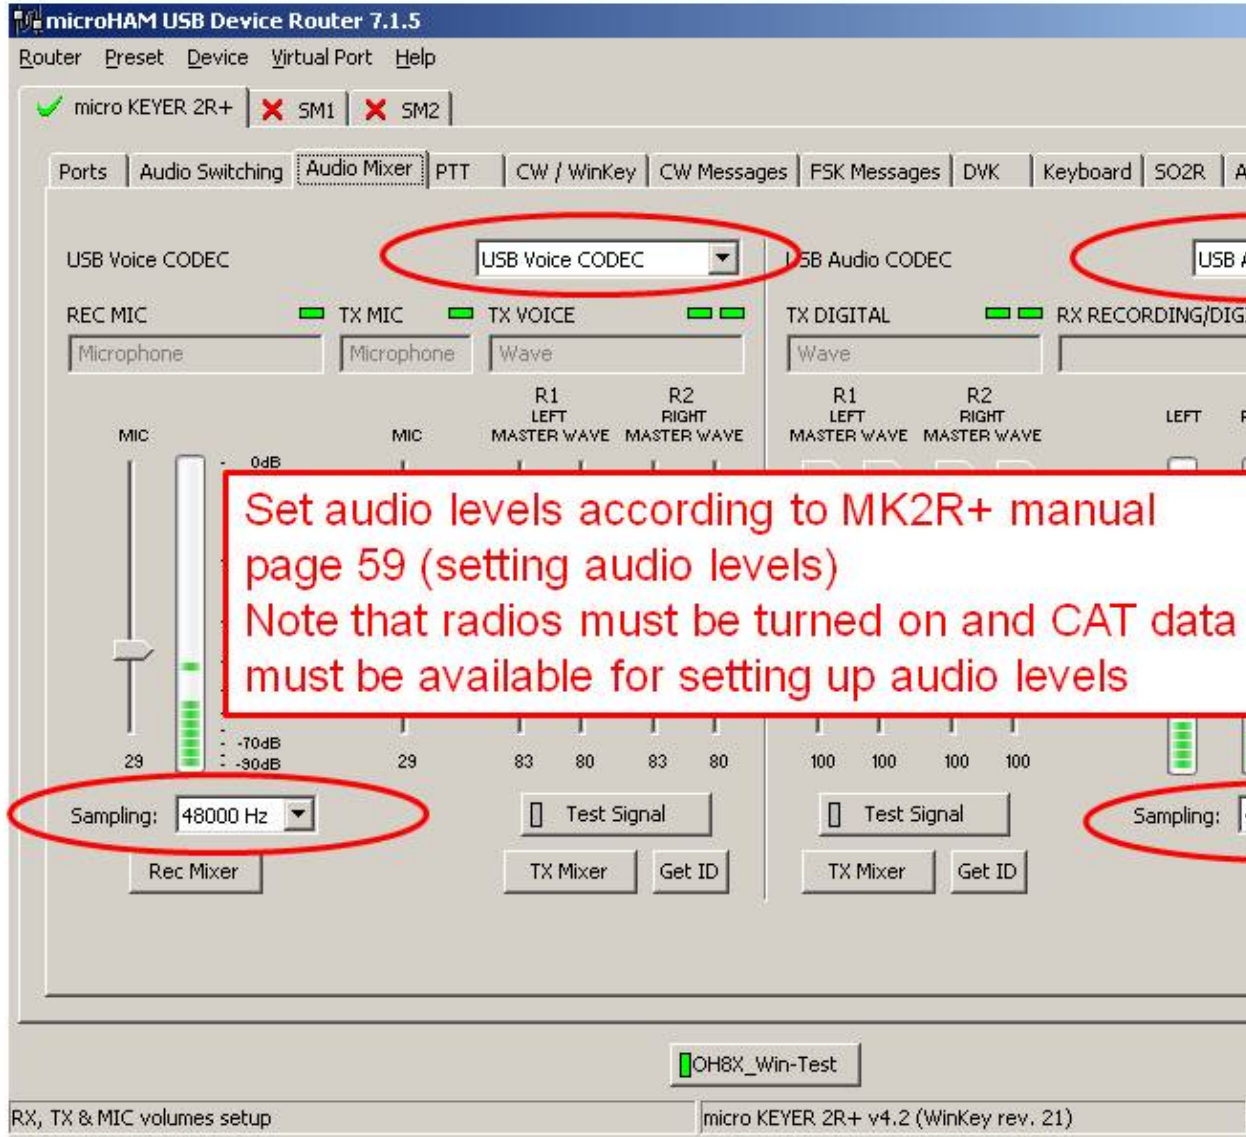 microHAM USB Device Router 7.1.5
Router Preset Device Virtual Port Help
micro KEYER 2R+ SM1 SM2
Ports Audio Switching Audio Mixer PTT CW / WinKey CW Messages FSK Messages DVK Keyboard SO2R A
USB Voice CODEC USB Voice CODEC USB Audio CODEC USB A
REC MIC TX MIC TX VOICE TX DIGITAL RX RECORDING/DIG
Microphone Microphone Wave Wave
R1 R2 R1 R2
LEFT RIGHT LEFT RIGHT LEFT
MIC MIC MASTER WAVE MASTER WAVE MASTER WAVE MASTER WAVE
0dB
Set audio levels according to MK2R+ manual
page 59 (setting audio levels)
Note that radios must be turned on and CAT data
must be available for setting up audio levels
-70dB
29 -90dB 29 83 80 83 80 100 100 100 100
Sampling: 48000 Hz Test Signal Test Signal Sampling:
Rec Mixer TX Mixer Get ID TX Mixer Get ID
OH8X_Win-Test
RX, TX & MIC volumes setup micro KEYER 2R+ v4.2 (WinKey rev. 21)